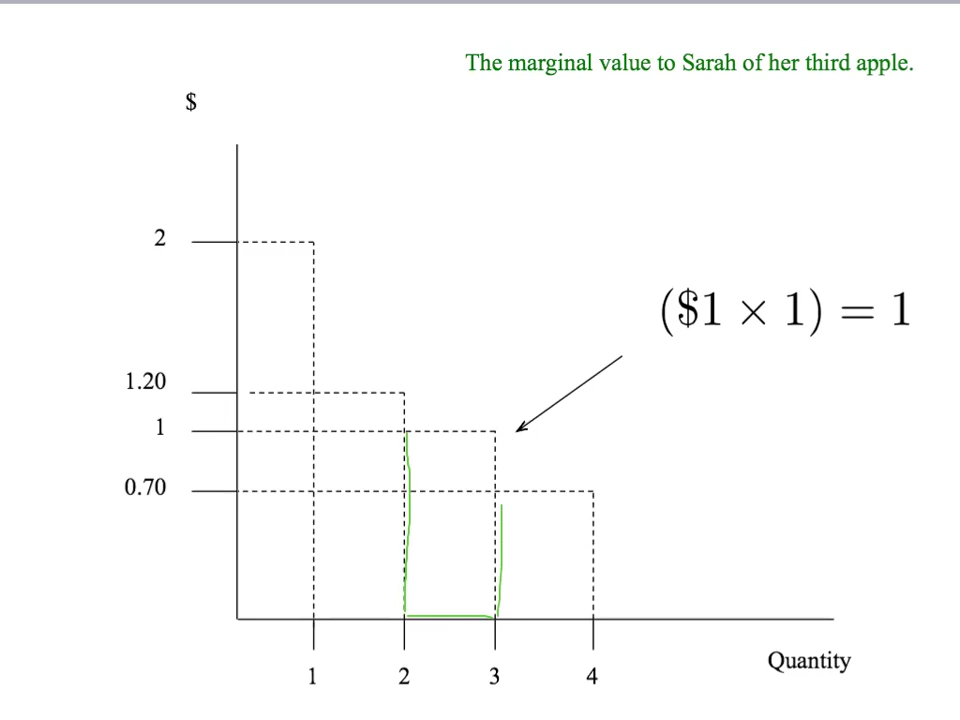 The marginal value to Sarah of her third apple.
$
2
($1 × 1) = 1
1.20
1
0.70
1 2 3 4
Quantity